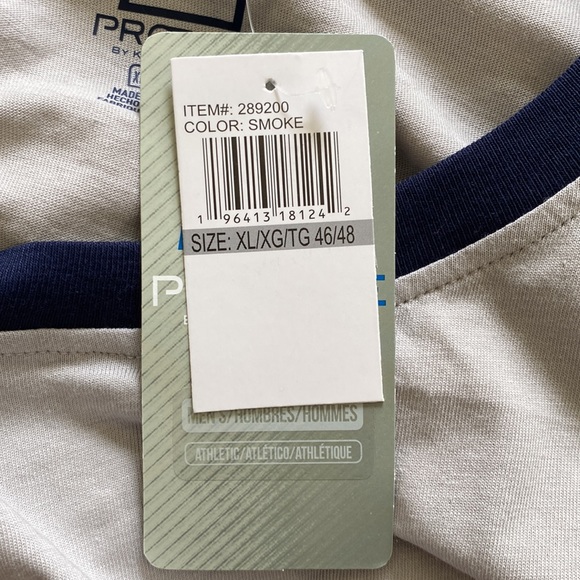 PRO
BY K
X
MADE
HECHO
FABRIQU
ITEM#: 289200
COLOR: SMOKE
1 96413 18124 2
SIZE: XL/XG/TG 46/48
P E
MEN'S/HOMBRES/HOMMES
ATHLETIC/ATLÉTICO/ATHLÉTIQUE